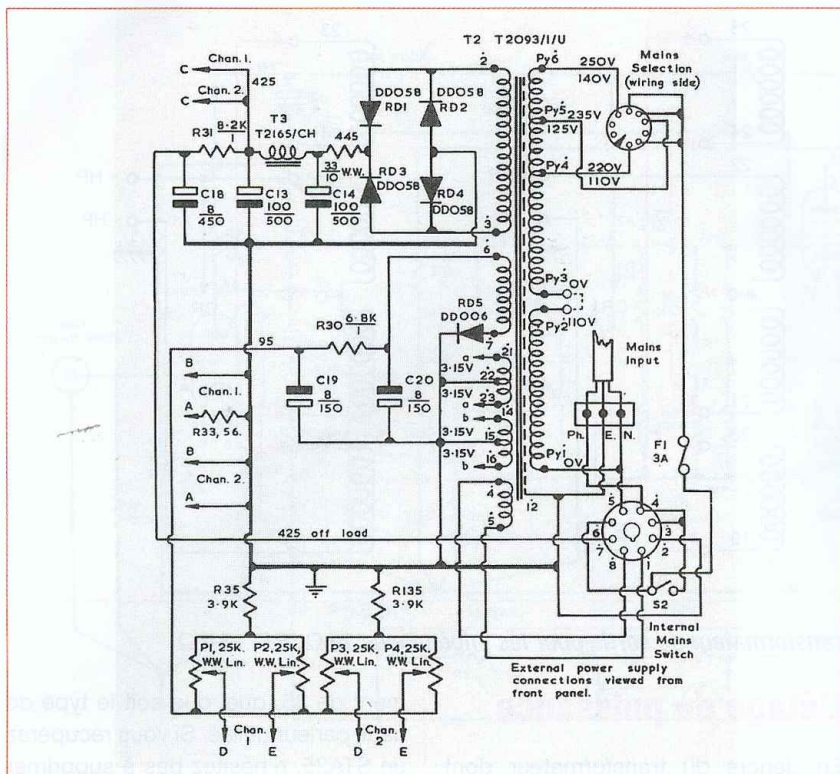 T2 T2093/1/U
Chan. 1.
C
425
Chan. 2.
C
DD058
RD1
DD058
RD2
2
Py6
250V
140V
Mains
Selection
(wiring side)
R31
8·2K
1
T3
T2165/CH
445
33
10
W.W.
RD3
DD058
RD4
DD058
Py5
235V
125V
Py4
220V
110V
C18
8
450
C13
100
500
C14
100
500
3
6
Py3
0V
110V
Py2
95
R30
6·8K
1
RD5
DD006
7
Mains
Input
B
Chan. 1.
A
R33, 56.
B
Chan. 2.
A
C19
8
150
C20
8
150
a
21
3·15V
22
3·15V
23
a
14
b
3·15V
15
3·15V
16
b
4
5
Ph.
E.
N.
F1
3A
Py1
0V
12
5
4
6
3
7
2
8
1
425 off load
S2
R35
3·9K
R135
3·9K
Internal
Mains
Switch
External power supply
connections viewed from
front panel.
P1, 25K,
W.W. Lin.
P2, 25K,
W.W. Lin.
P3, 25K,
W.W. Lin.
P4, 25K,
W.W. Lin.
Chan.
1
Chan.
2
D
E
D
E